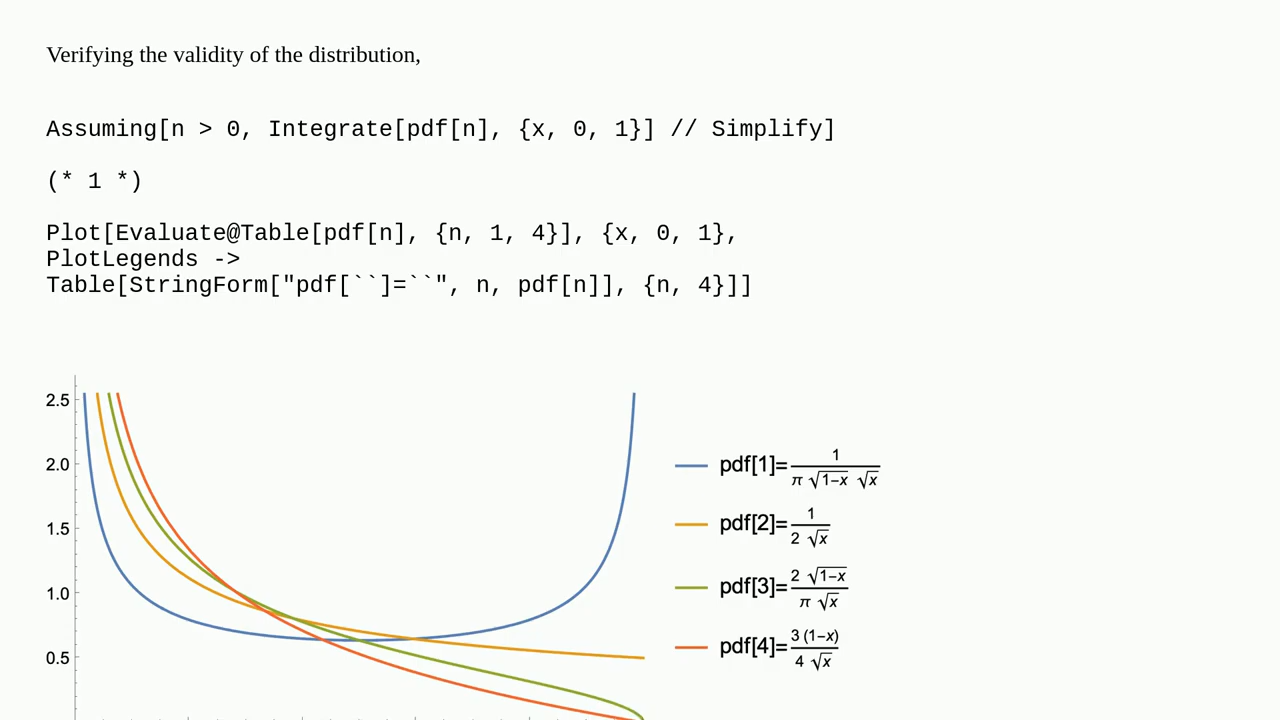 Verifying the validity of the distribution,
Assuming[n > 0, Integrate[pdf[n], {x, 0, 1}] // Simplify]
(* 1 *)
Plot[Evaluate@Table[pdf[n], {n, 1, 4}], {x, 0, 1},
PlotLegends ->
Table[StringForm["pdf[``]=``", n, pdf[n]], {n, 4}]]
2.5
2.0
1.5
1.0
0.5
pdf[1]=1/(π √(1−x) √x)
pdf[2]=1/(2 √x)
pdf[3]=2 √(1−x)/(π √x)
pdf[4]=3 (1−x)/(4 √x)